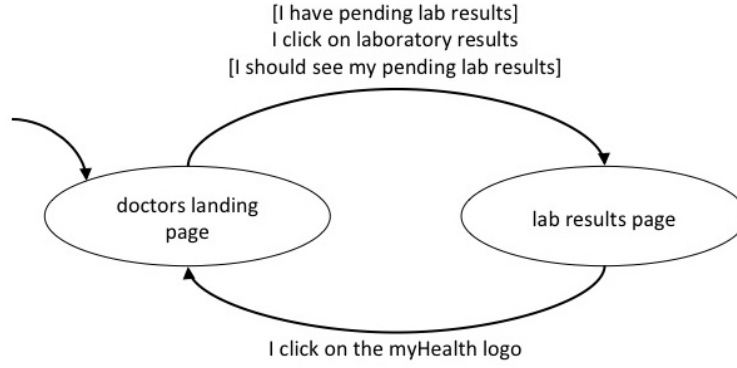 [I have pending lab results]
I click on laboratory results
[I should see my pending lab results]
doctors landing
page
lab results page
I click on the myHealth logo